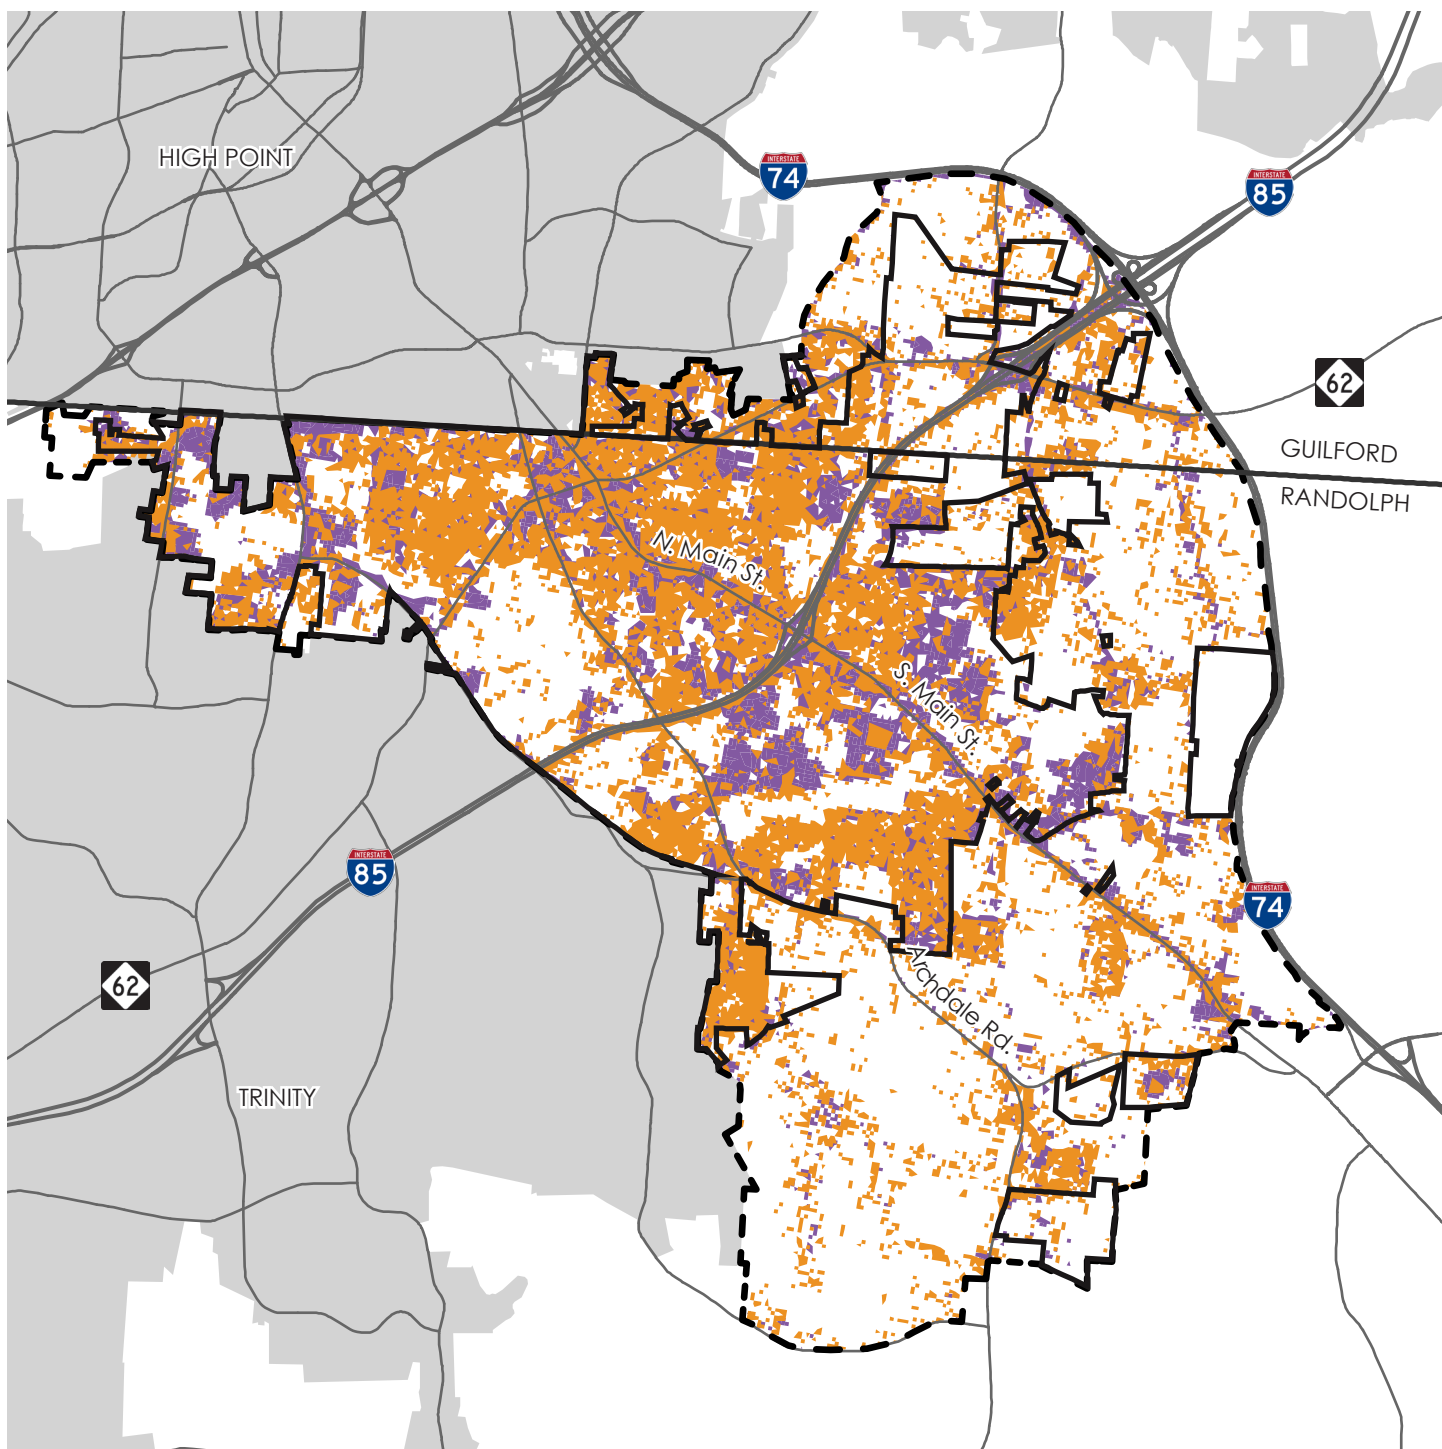 HIGH POINT
INTERSTATE
74
INTERSTATE
85
62
GUILFORD
RANDOLPH
N. Main St.
S. Main St.
INTERSTATE
85
INTERSTATE
74
62
Archdale Rd.
TRINITY